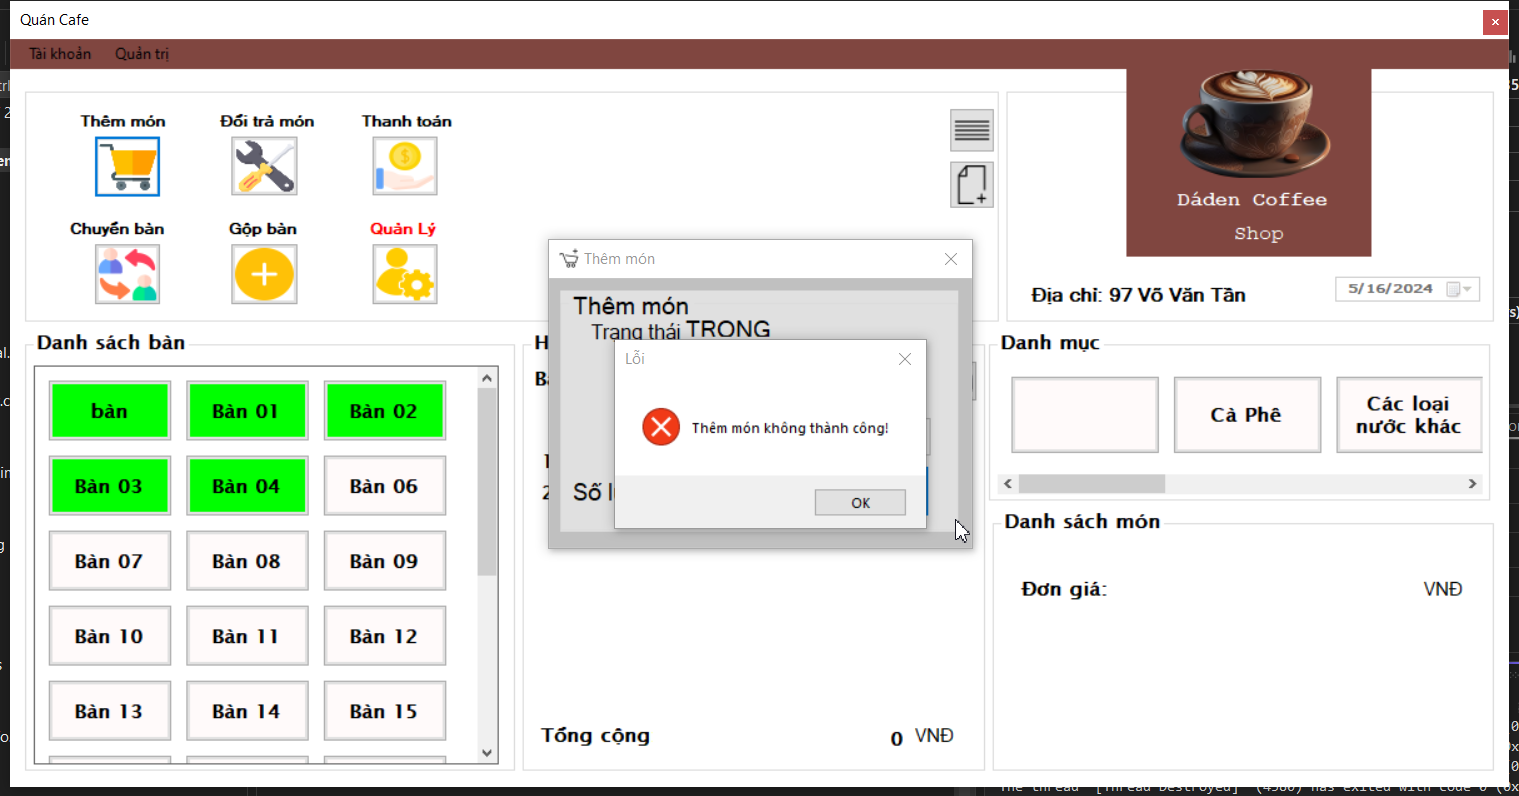 Quán Cafe
Tài khoản Quản trị
Thêm món Đổi trả món Thanh toán
Chuyển bàn Gộp bàn Quản Lý
Dáden Coffee
Shop
Địa chỉ: 97 Võ Văn Tần
5/16/2024
Danh sách bàn
bàn Bàn 01 Bàn 02
Bàn 03 Bàn 04 Bàn 06
Bàn 07 Bàn 08 Bàn 09
Bàn 10 Bàn 11 Bàn 12
Bàn 13 Bàn 14 Bàn 15
Thêm món
Thêm món
Trạng thái TRONG
Số
Lỗi
Thêm món không thành công!
OK
Tổng cộng 0 VNĐ
Danh mục
Cà Phê
Các loại
nước khác
Danh sách món
Đơn giá: VNĐ